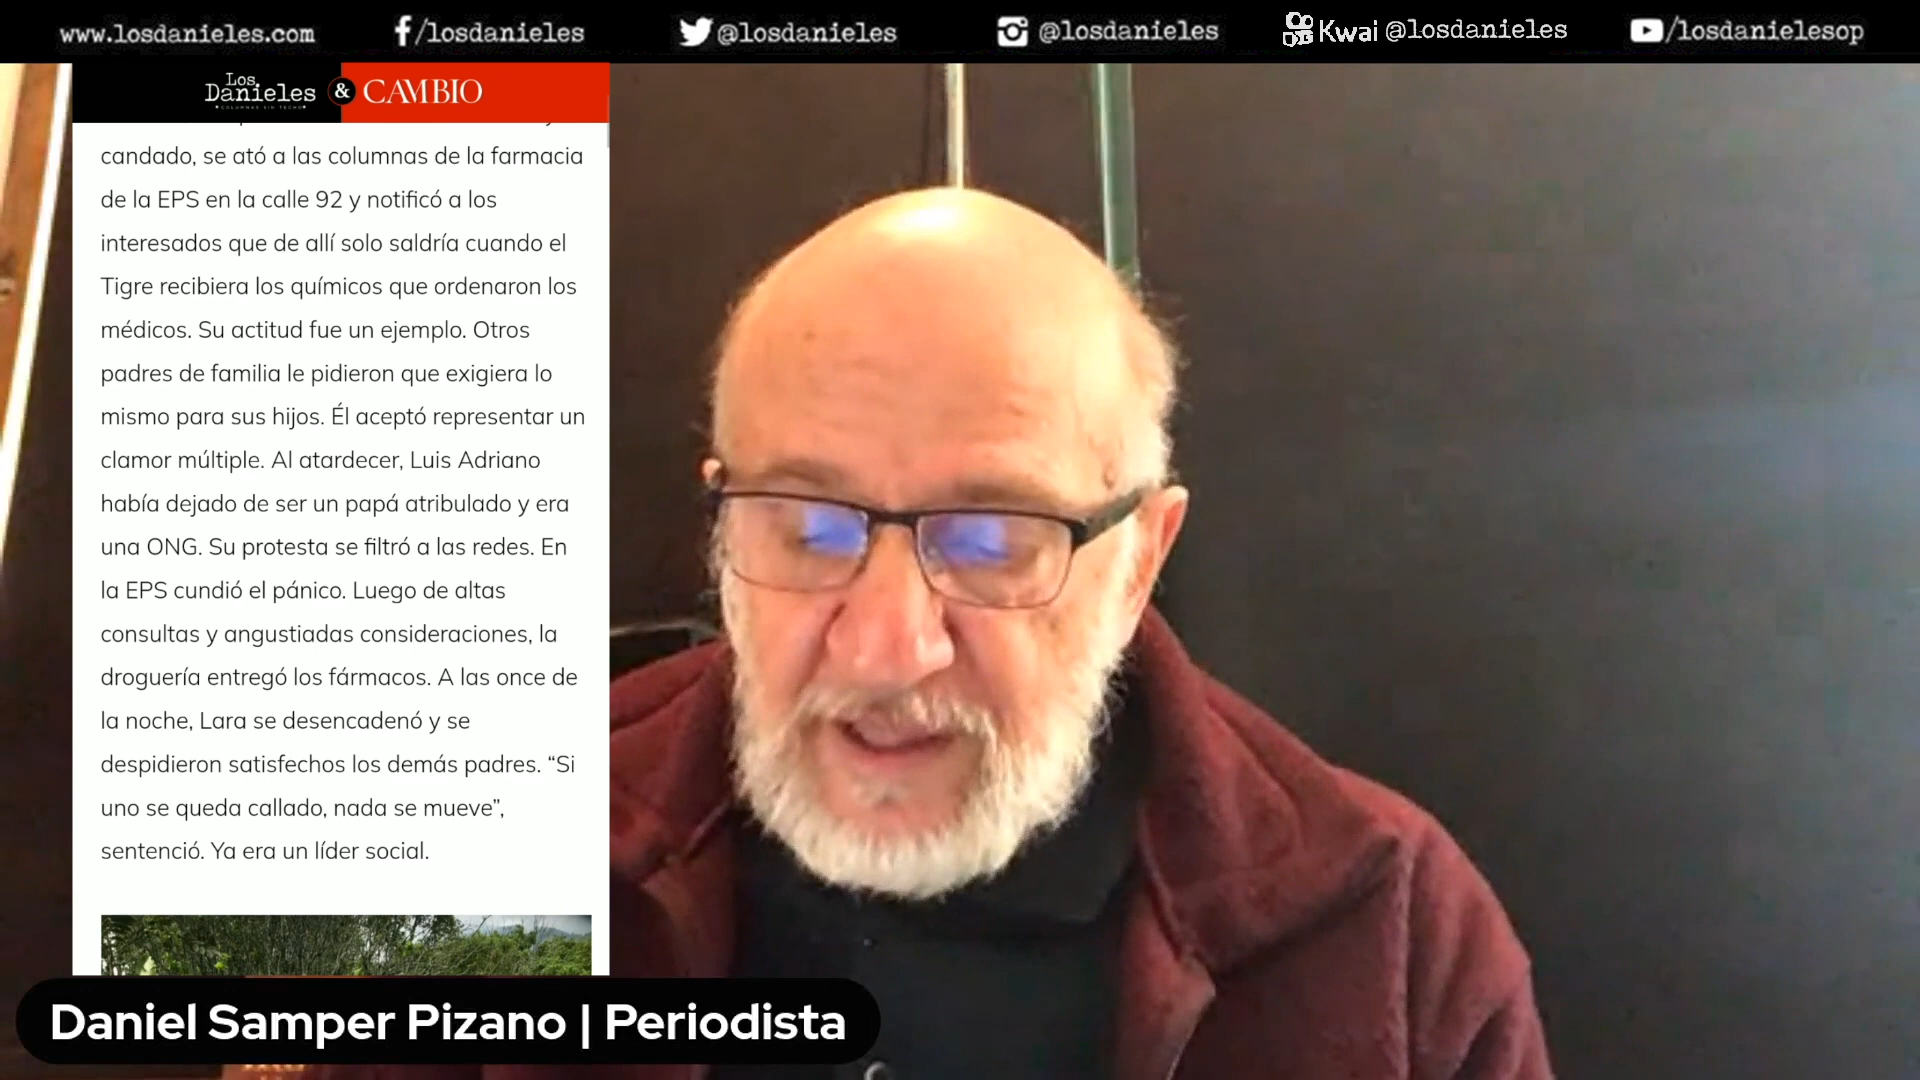 www.losdanieles.com
/losdanieles
@losdanieles
@losdanieles
Kwai @losdanieles
/losdanielesop
Los
Danieles
COLUMNAS SIN TECHO
&
CAMBIO
candado, se ató a las columnas de la farmacia
de la EPS en la calle 92 y notificó a los
interesados que de allí solo saldría cuando el
Tigre recibiera los químicos que ordenaron los
médicos. Su actitud fue un ejemplo. Otros
padres de familia le pidieron que exigiera lo
mismo para sus hijos. Él aceptó representar un
clamor múltiple. Al atardecer, Luis Adriano
había dejado de ser un papá atribulado y era
una ONG. Su protesta se filtró a las redes. En
la EPS cundió el pánico. Luego de altas
consultas y angustiadas consideraciones, la
droguería entregó los fármacos. A las once de
la noche, Lara se desencadenó y se
despidieron satisfechos los demás padres. “Si
uno se queda callado, nada se mueve”,
sentenció. Ya era un líder social.
Daniel Samper Pizano | Periodista